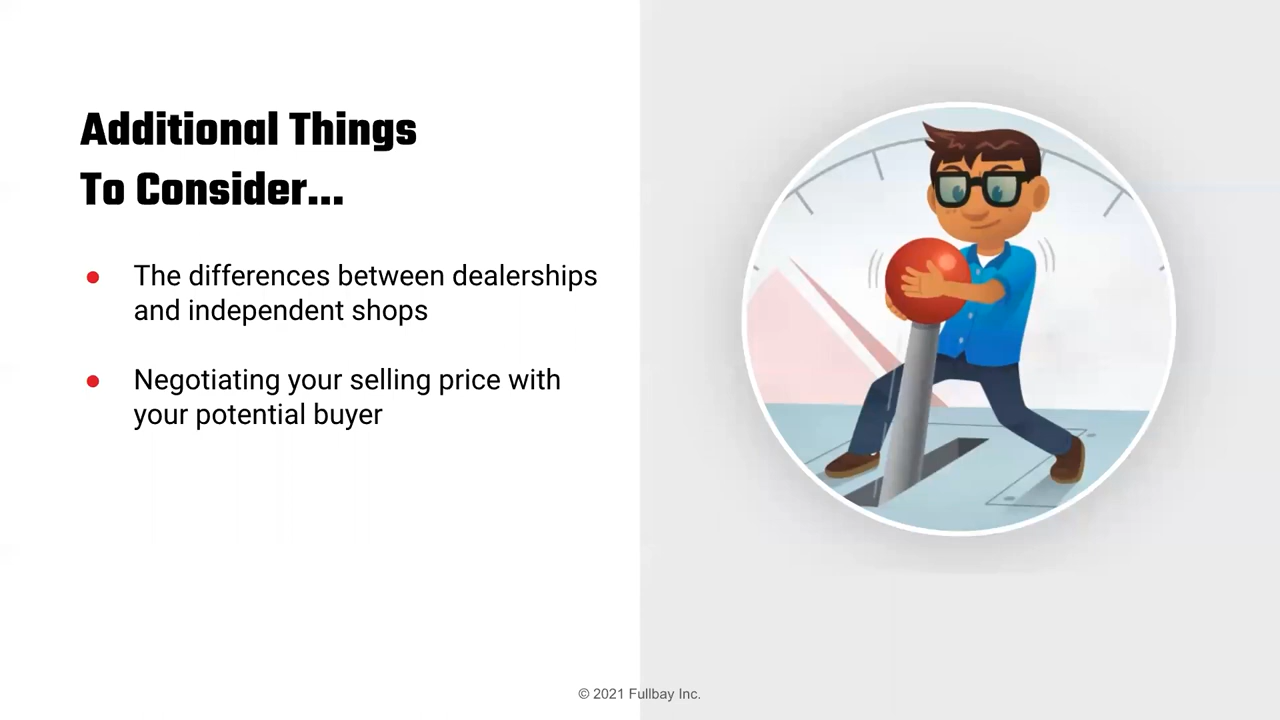 Additional Things
To Consider...
● The differences between dealerships
and independent shops
● Negotiating your selling price with
your potential buyer
© 2021 Fullbay Inc.